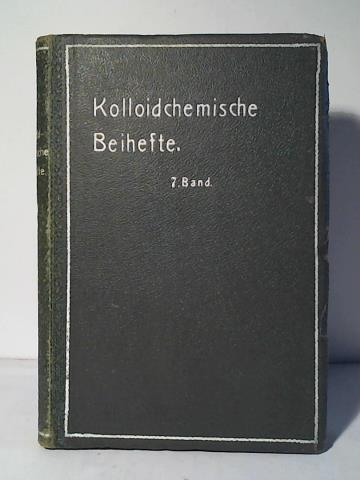 Kolloidchemische
Beihefte.
7. Band.